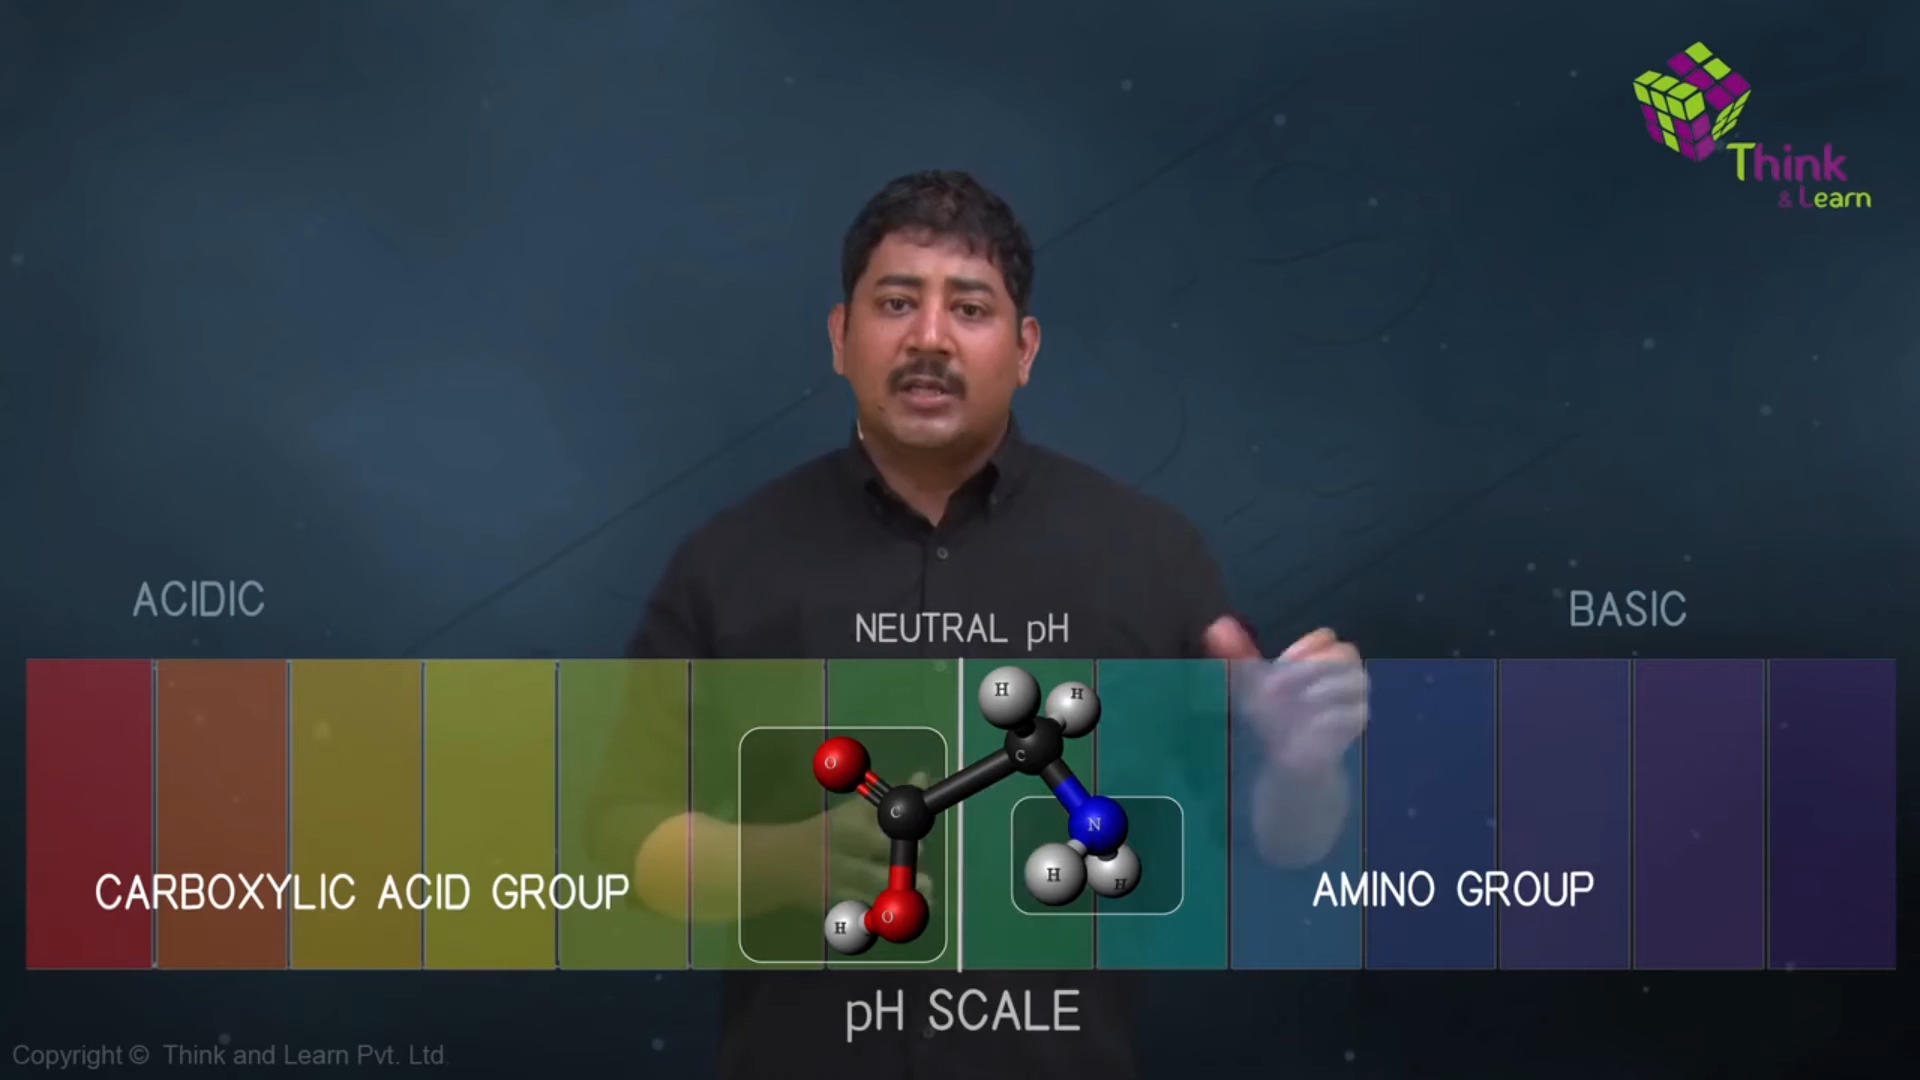 Think
& Learn
ACIDIC
NEUTRAL pH
BASIC
H
H
O
C
C
N
H
H
H
O
CARBOXYLIC ACID GROUP
AMINO GROUP
pH SCALE
Copyright © Think and Learn Pvt. Ltd